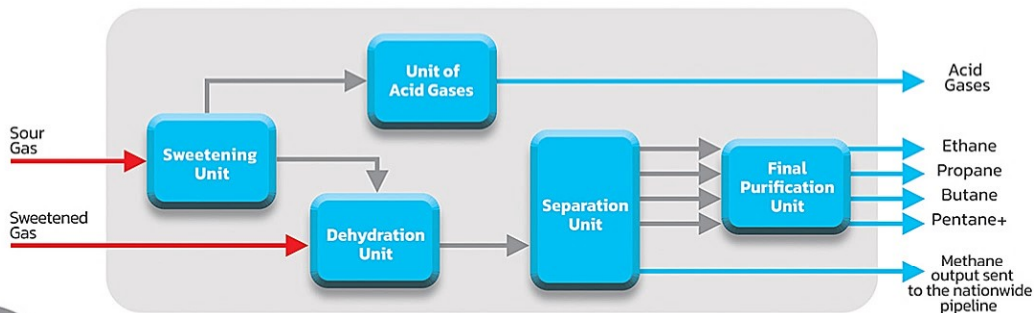 Unit of
Acid Gases
Acid
Gases
Sour
Gas
Sweetening
Unit
Sweetened
Gas
Dehydration
Unit
Separation
Unit
Final
Purification
Unit
Ethane
Propane
Butane
Pentane+
Methane
output sent
to the nationwide
pipeline